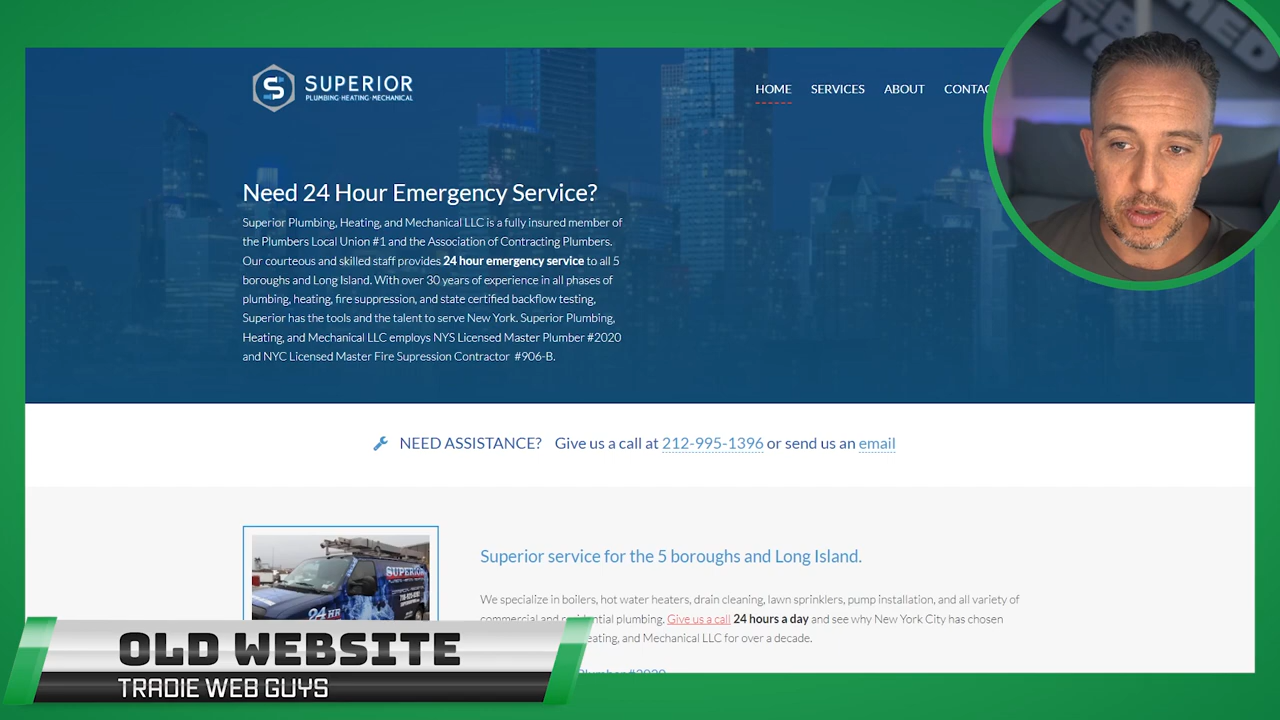 SUPERIOR
PLUMBING·HEATING·MECHANICAL
HOME SERVICES ABOUT
Need 24 Hour Emergency Service?
Superior Plumbing, Heating, and Mechanical LLC is a fully insured member of
the Plumbers Local Union #1 and the Association of Contracting Plumbers.
Our courteous and skilled staff provides 24 hour emergency service to all 5
boroughs and Long Island. With over 30 years of experience in all phases of
plumbing, heating, fire suppression, and state certified backflow testing,
Superior has the tools and the talent to serve New York. Superior Plumbing,
Heating, and Mechanical LLC employs NYS Licensed Master Plumber #2020
and NYC Licensed Master Fire Supression Contractor #906-B.
NEED ASSISTANCE? Give us a call at 212-995-1396 or send us an email
Superior service for the 5 boroughs and Long Island.
We specialize in boilers, hot water heaters, drain cleaning, lawn sprinklers, pump installation, and all variety of
commercial and residential plumbing. Give us a call 24 hours a day and see why New York City has chosen
and Mechanical LLC for over a decade.
SUPERIOR
24 HR
OLD WEBSITE
TRADIE WEB GUYS